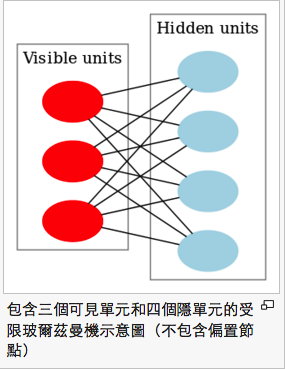 Visible units
Hidden units
包含三個可見單元和四個隱單元的受
限玻爾茲曼機示意圖（不包含偏置節
點）